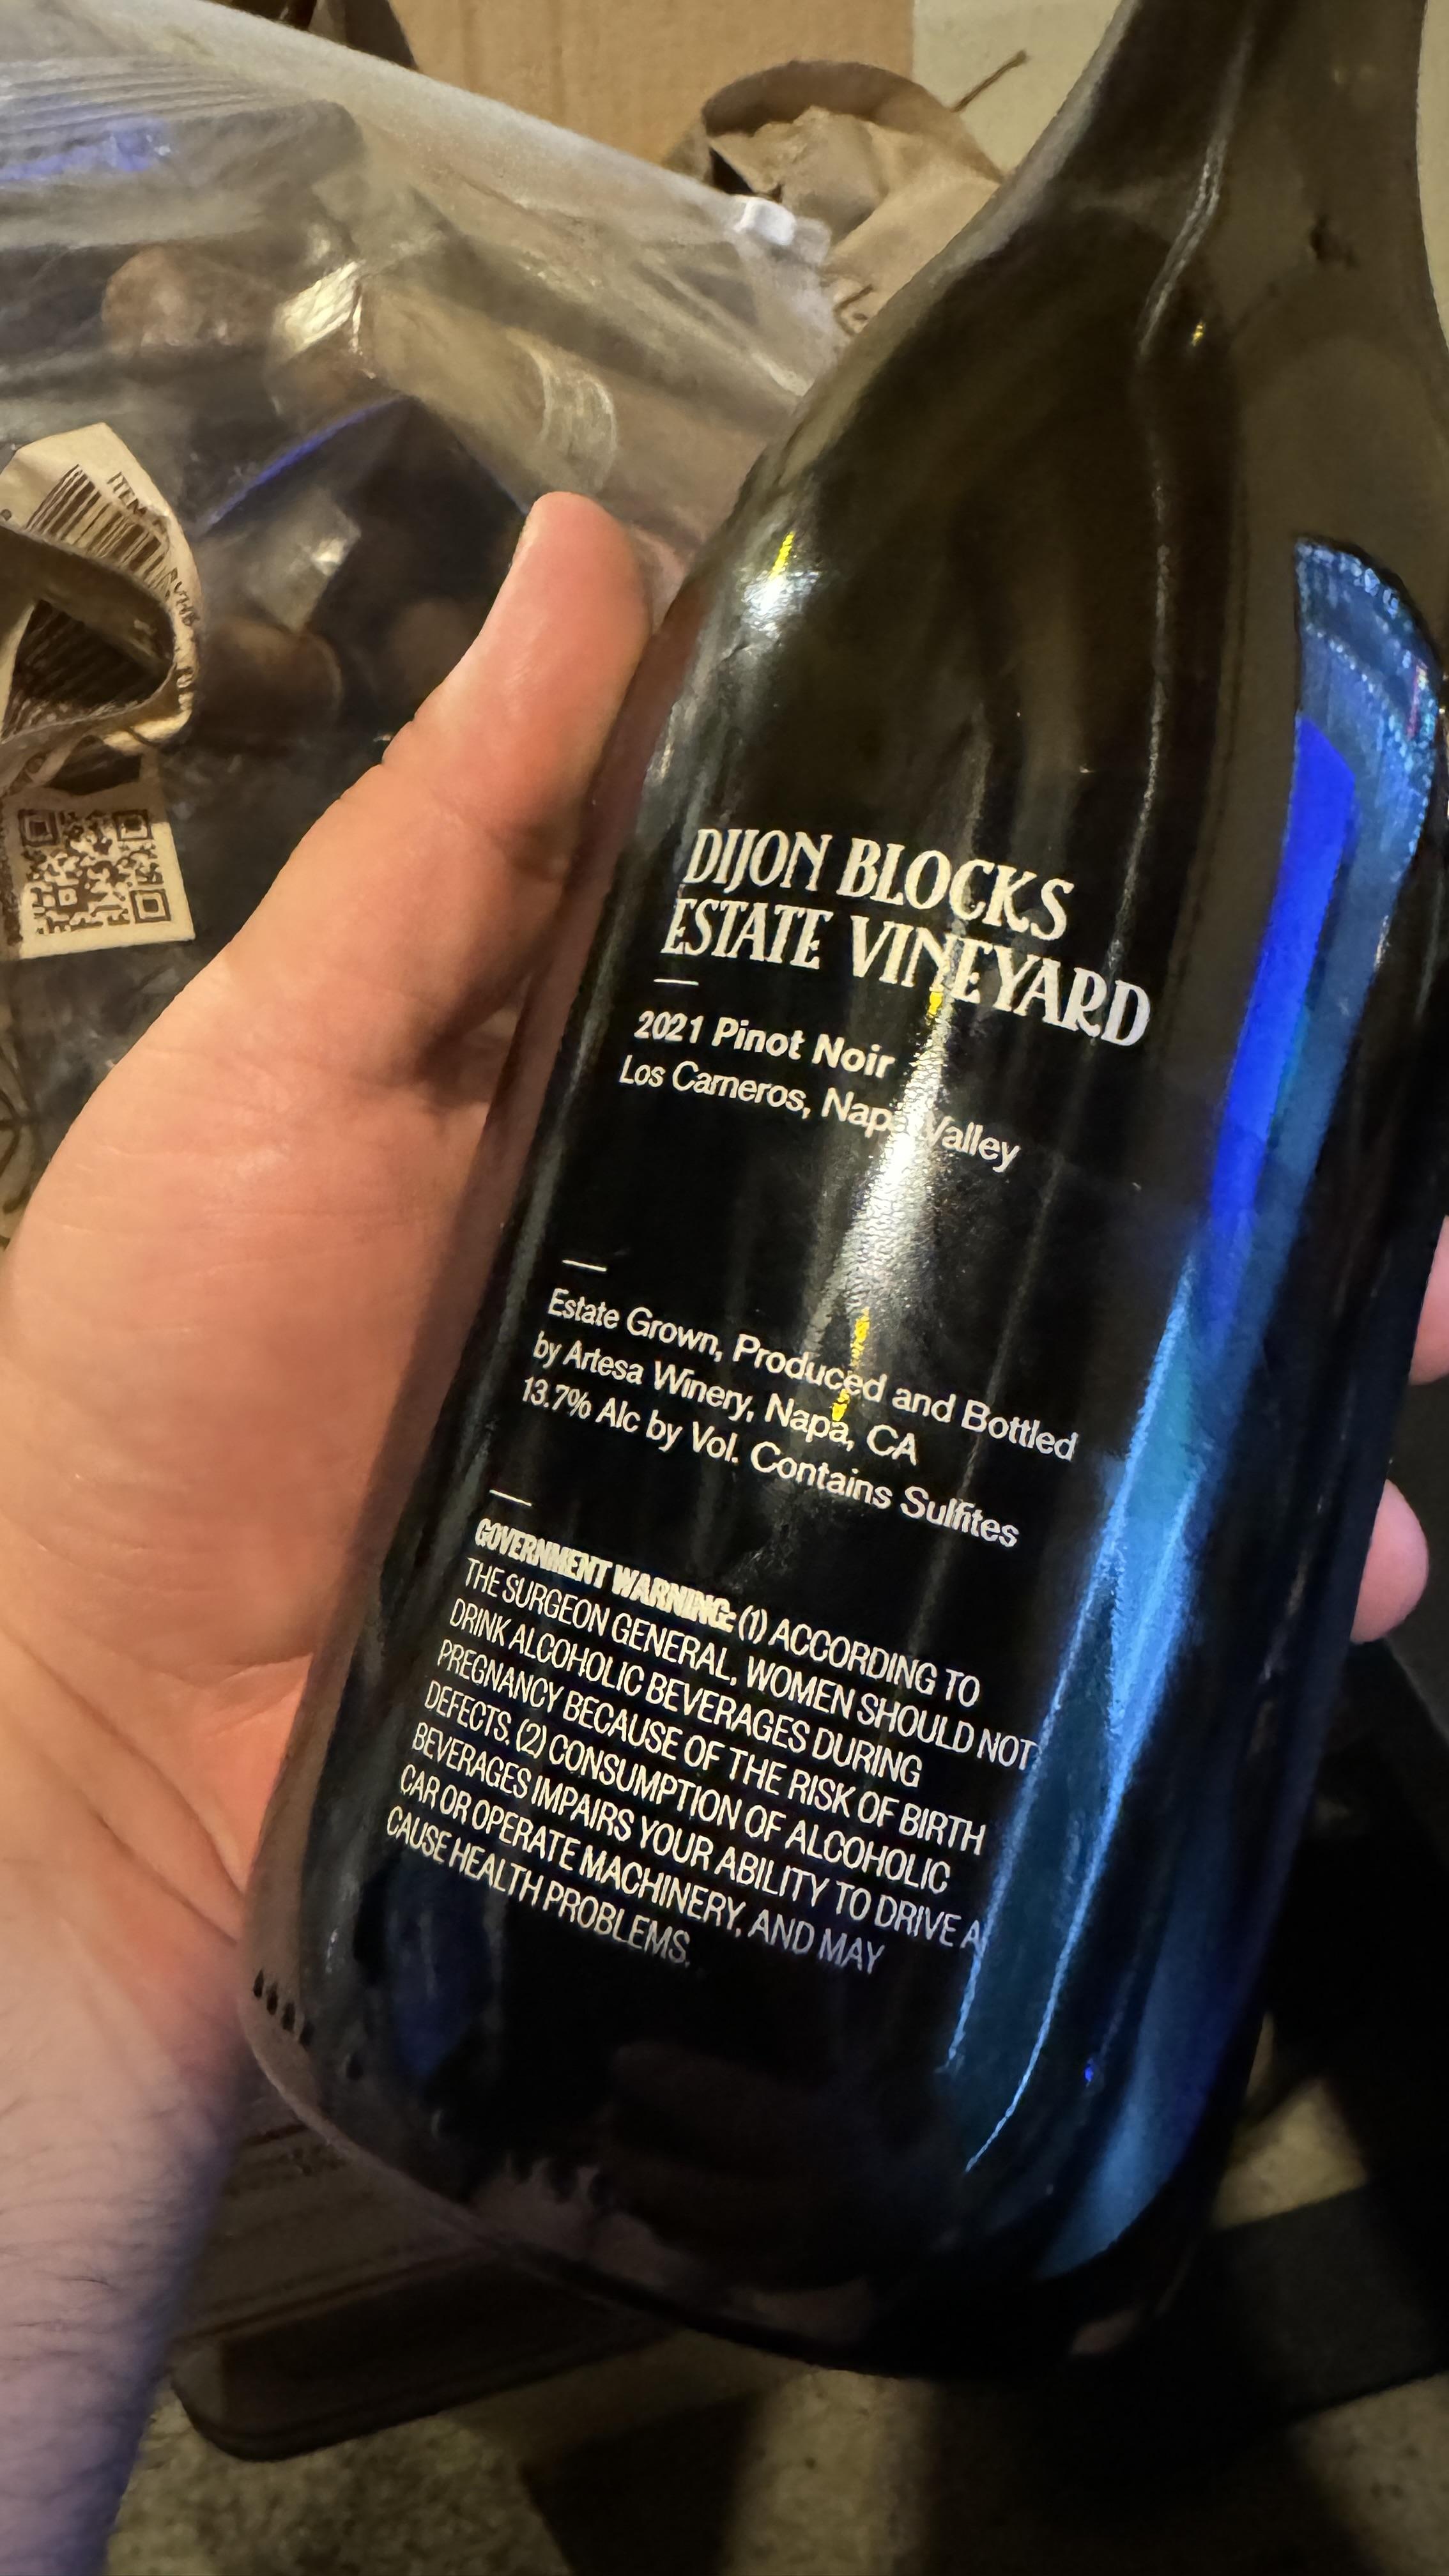 DIJON BLOCKS
ESTATE VINEYARD
2021 Pinot Noir
Los Carneros, Napa Valley
Estate Grown, Produced and Bottled
by Artesa Winery, Napa, CA
13.7% Alc by Vol. Contains Sulfites
GOVERNMENT WARNING: (1) ACCORDING TO
THE SURGEON GENERAL, WOMEN SHOULD NOT
DRINK ALCOHOLIC BEVERAGES DURING
PREGNANCY BECAUSE OF THE RISK OF BIRTH
DEFECTS. (2) CONSUMPTION OF ALCOHOLIC
BEVERAGES IMPAIRS YOUR ABILITY TO DRIVE A
CAR OR OPERATE MACHINERY, AND MAY
CAUSE HEALTH PROBLEMS.
ITEM